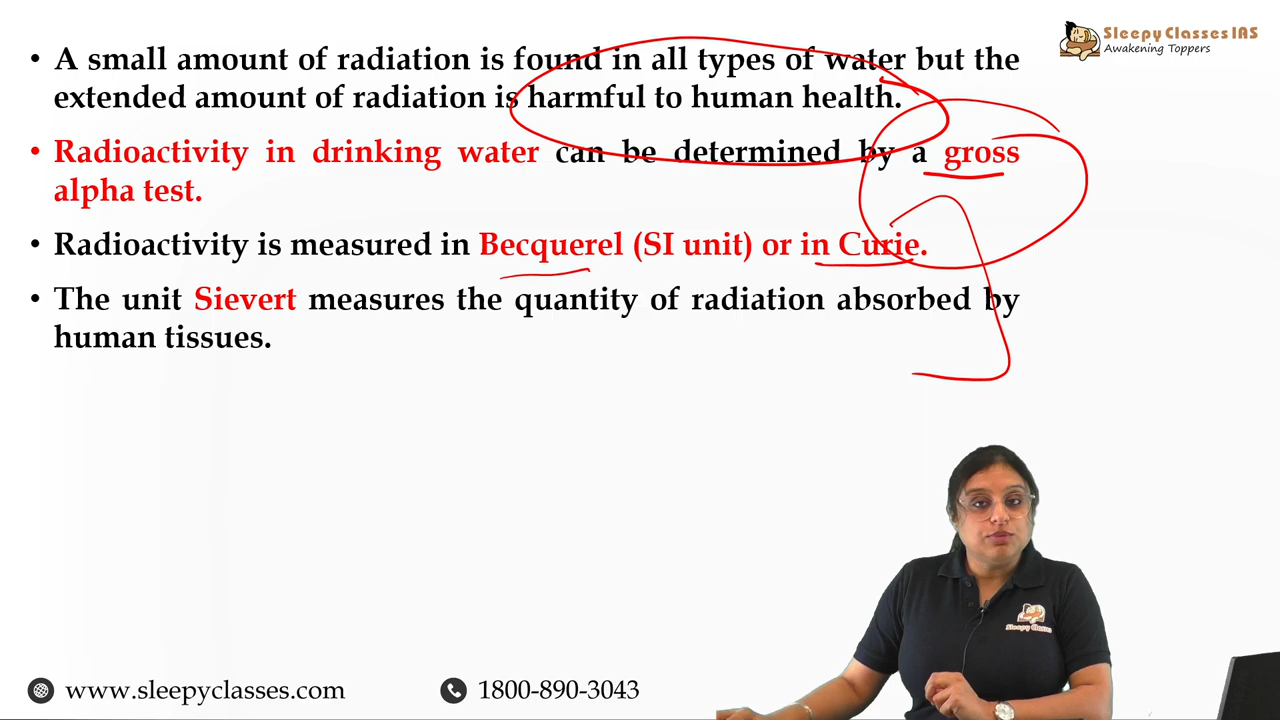 Sleepy Classes IAS
Awakening Toppers
• A small amount of radiation is found in all types of water but the
extended amount of radiation is harmful to human health.
• Radioactivity in drinking water can be determined by a gross
alpha test.
• Radioactivity is measured in Becquerel (SI unit) or in Curie.
• The unit Sievert measures the quantity of radiation absorbed by
human tissues.
Sleepy Classes
www.sleepyclasses.com
1800-890-3043